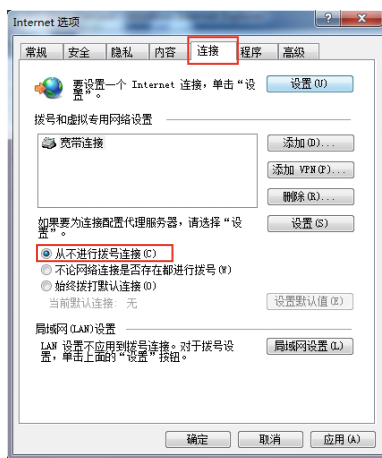 Internet 选项
常规 安全 隐私 内容 连接 程序 高级
要设置一个 Internet 连接，单击“设
置”。
设置(U)
拨号和虚拟专用网络设置
宽带连接
添加(D)...
添加 VPN(P)...
删除(R)...
如果要为连接配置代理服务器，请选择“设
置”。
设置(S)
从不进行拨号连接(C)
不论网络连接是否存在都进行拨号(W)
始终拨打默认连接(O)
当前默认连接: 无
设置默认值(E)
局域网(LAN)设置
LAN 设置不应用到拨号连接。对于拨号设
置，单击上面的“设置”按钮。
局域网设置(L)
确定 取消 应用(A)